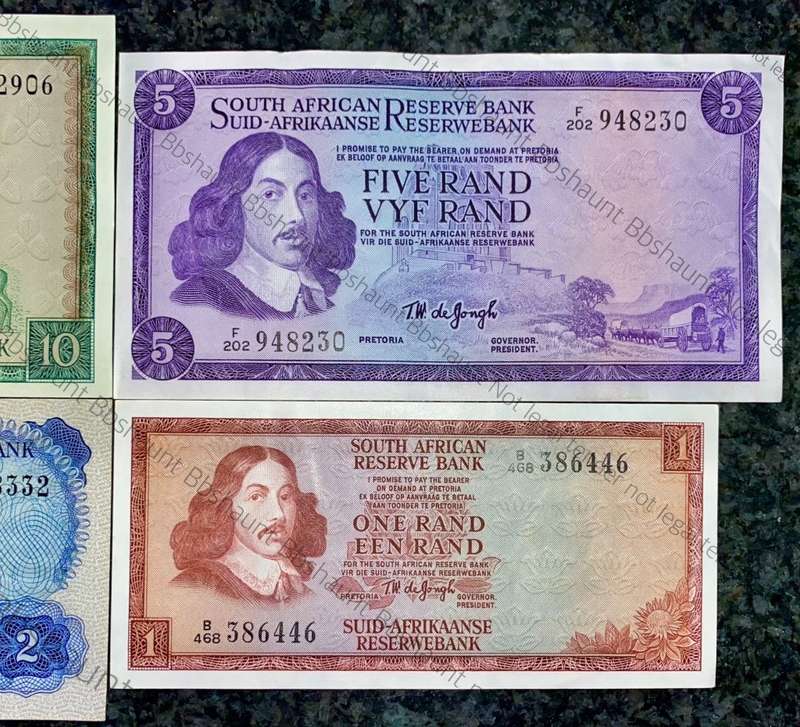 2906
K 10
5
5
SOUTH AFRICAN RESERVE BANK
SUID-AFRIKAANSE RESERWEBANK
F
202 948230
I PROMISE TO PAY THE BEARER ON DEMAND AT PRETORIA
EK BELOOF OP AANVRAAG TE BETAAL AAN TOONDER TE PRETORIA
FIVE RAND
VYF RAND
FOR THE SOUTH AFRICAN RESERVE BANK
VIR DIE SUID-AFRIKAANSE RESERWEBANK
T.W. de Jongh
F
202 948230
PRETORIA
GOVERNOR.
PRESIDENT.
5
ANK
3332
2
1
SOUTH AFRICAN
RESERVE BANK
B
468 386446
I PROMISE TO PAY THE BEARER
ON DEMAND AT PRETORIA
EK BELOOF OP AANVRAAG TE BETAAL
AAN TOONDER TE PRETORIA
ONE RAND
EEN RAND
FOR THE SOUTH AFRICAN RESERVE BANK
VIR DIE SUID-AFRIKAANSE RESERWEBANK
T.W. de Jongh
PRETORIA
GOVERNOR.
PRESIDENT.
B
468 386446
1
SUID-AFRIKAANSE
RESERWEBANK
Bbshaunt Bbshaunt Bbshaunt Not legal tender